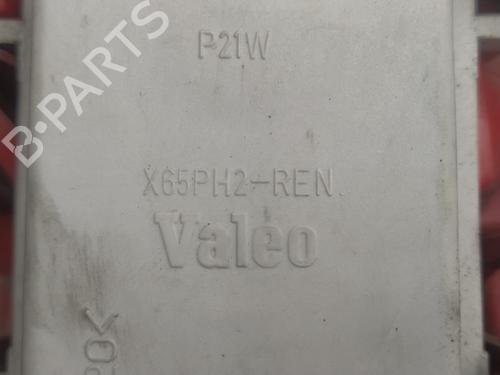 P21W
B-PARTS
X65PH2-REN
Valeo